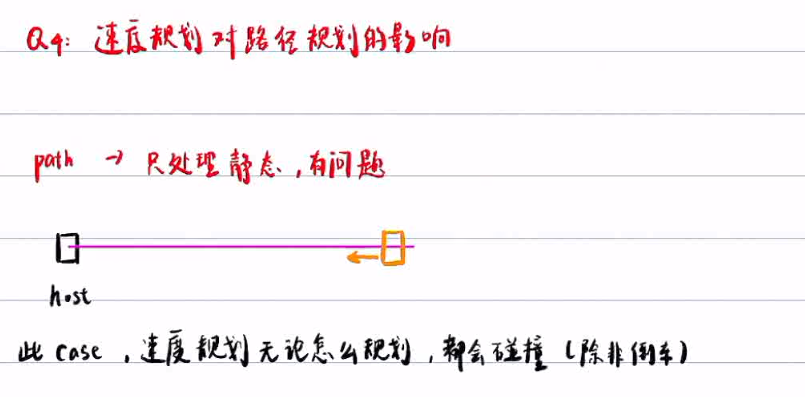 Q4: 速度规划对路径规划的影响
path → 只处理静态,有问题
host
此 case ,速度规划无论怎么规划,都会碰撞 (除非倒车)